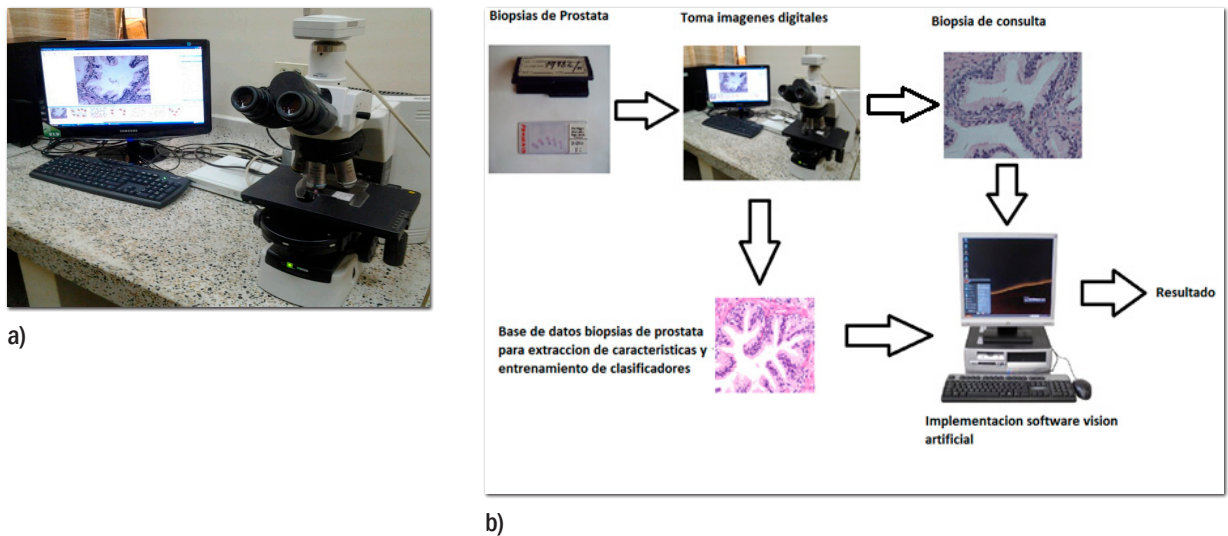 a)
Biopsias de Prostata
Toma imagenes digitales
Biopsia de consulta
Resultado
Base de datos biopsias de prostata
para extraccion de caracteristicas y
entrenamiento de clasificadores
Implementacion software vision
artificial
b)
SAMSUNG